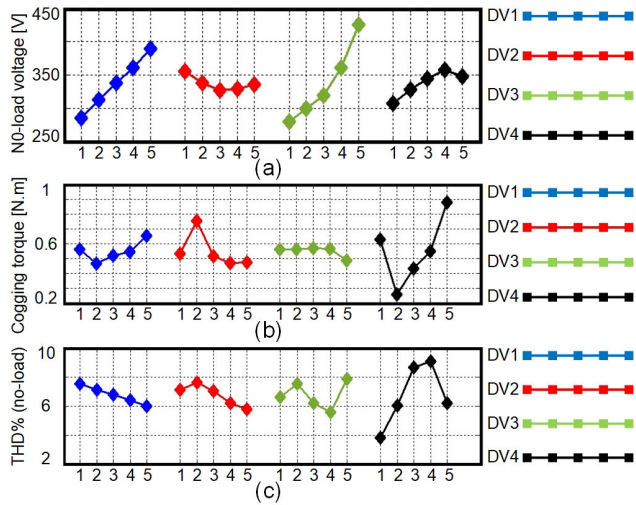 450
350
250
N0-load voltage [V]
1 2 3 4 5 1 2 3 4 5 1 2 3 4 5 1 2 3 4 5
(a)
DV1
DV2
DV3
DV4
1
0.6
0.2
Cogging torque [N.m]
1 2 3 4 5 1 2 3 4 5 1 2 3 4 5 1 2 3 4 5
(b)
DV1
DV2
DV3
DV4
10
6
2
THD% (no-load)
1 2 3 4 5 1 2 3 4 5 1 2 3 4 5 1 2 3 4 5
(c)
DV1
DV2
DV3
DV4